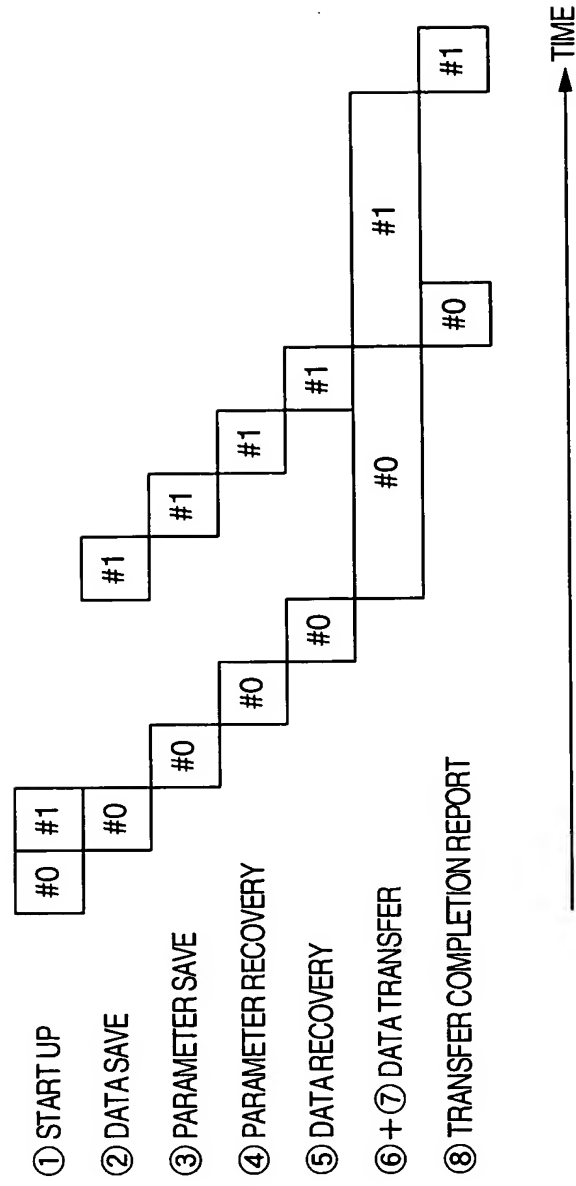 ① START UP #0 #1
② DATA SAVE #0 #1
③ PARAMETER SAVE #0 #1
④ PARAMETER RECOVERY #0 #1
⑤ DATA RECOVERY #0 #1
⑥+⑦ DATA TRANSFER #0 #1
⑧ TRANSFER COMPLETION REPORT #0 #1
TIME